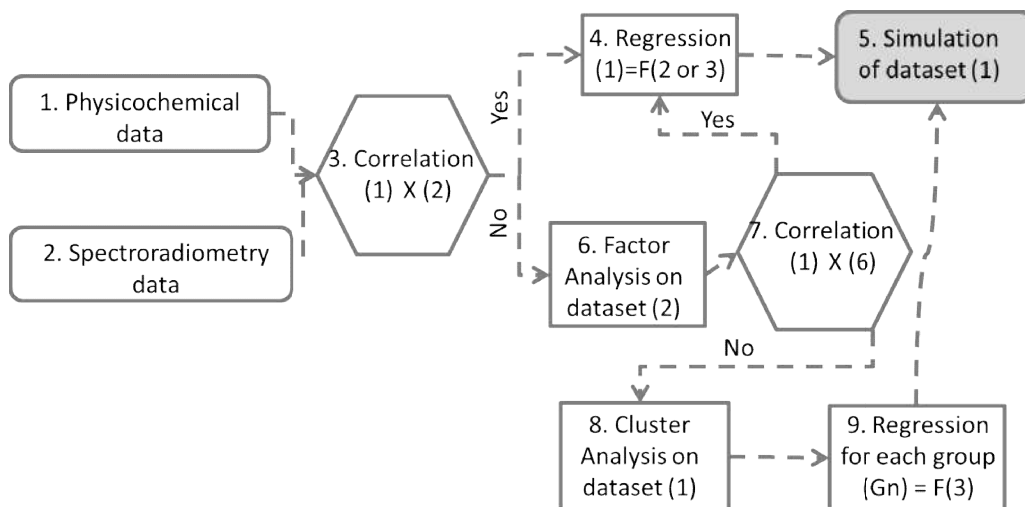 1. Physicochemical
data
2. Spectroradiometry
data
3. Correlation
(1) X (2)
Yes
No
4. Regression
(1)=F(2 or 3)
5. Simulation
of dataset (1)
Yes
6. Factor
Analysis on
dataset (2)
7. Correlation
(1) X (6)
No
8. Cluster
Analysis on
dataset (1)
9. Regression
for each group
(Gn) = F(3)